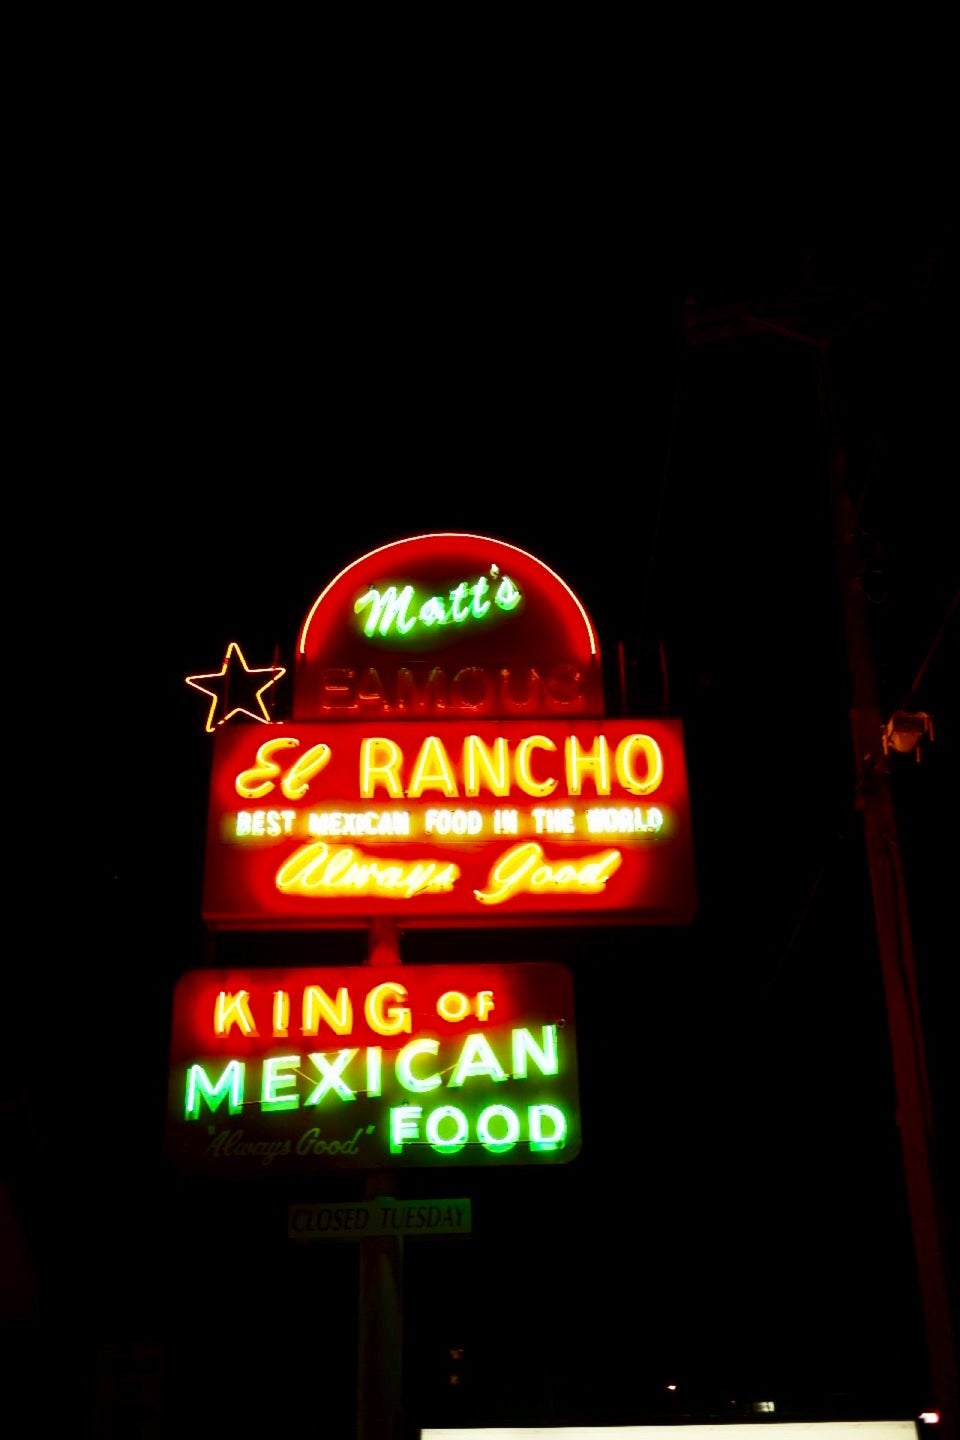 Matt's
FAMOUS
El RANCHO
BEST MEXICAN FOOD IN THE WORLD
Always Good
KING OF
MEXICAN
FOOD
"Always Good"
CLOSED TUESDAY